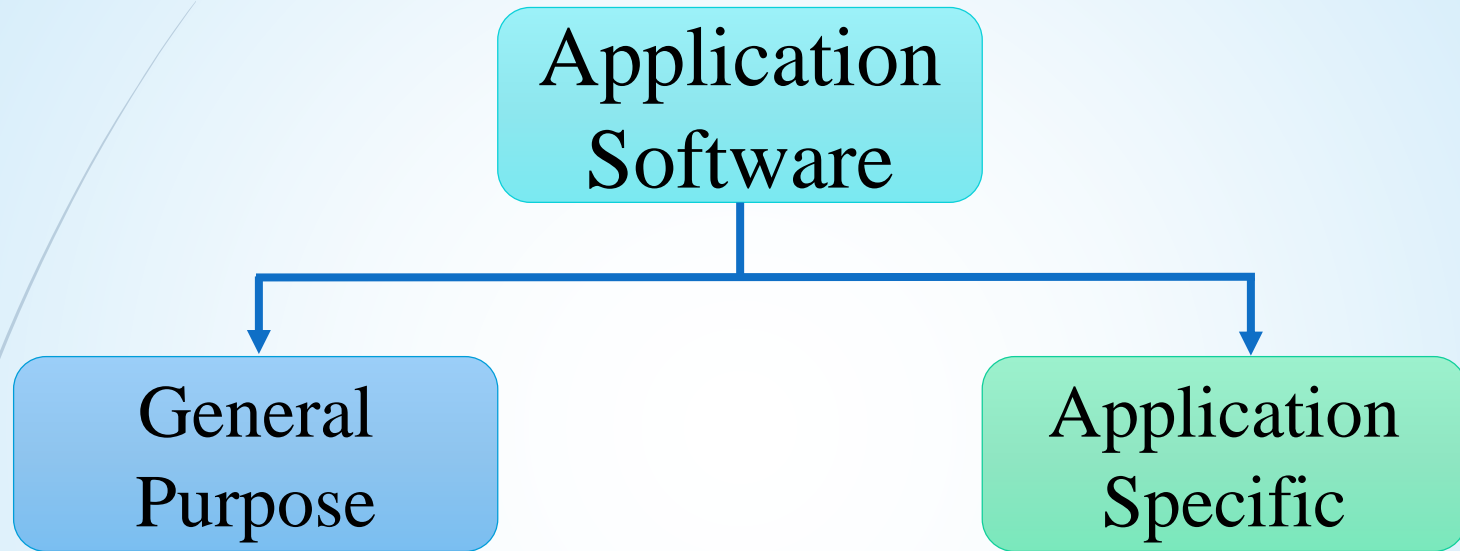 Application
Software
General
Purpose
Application
Specific